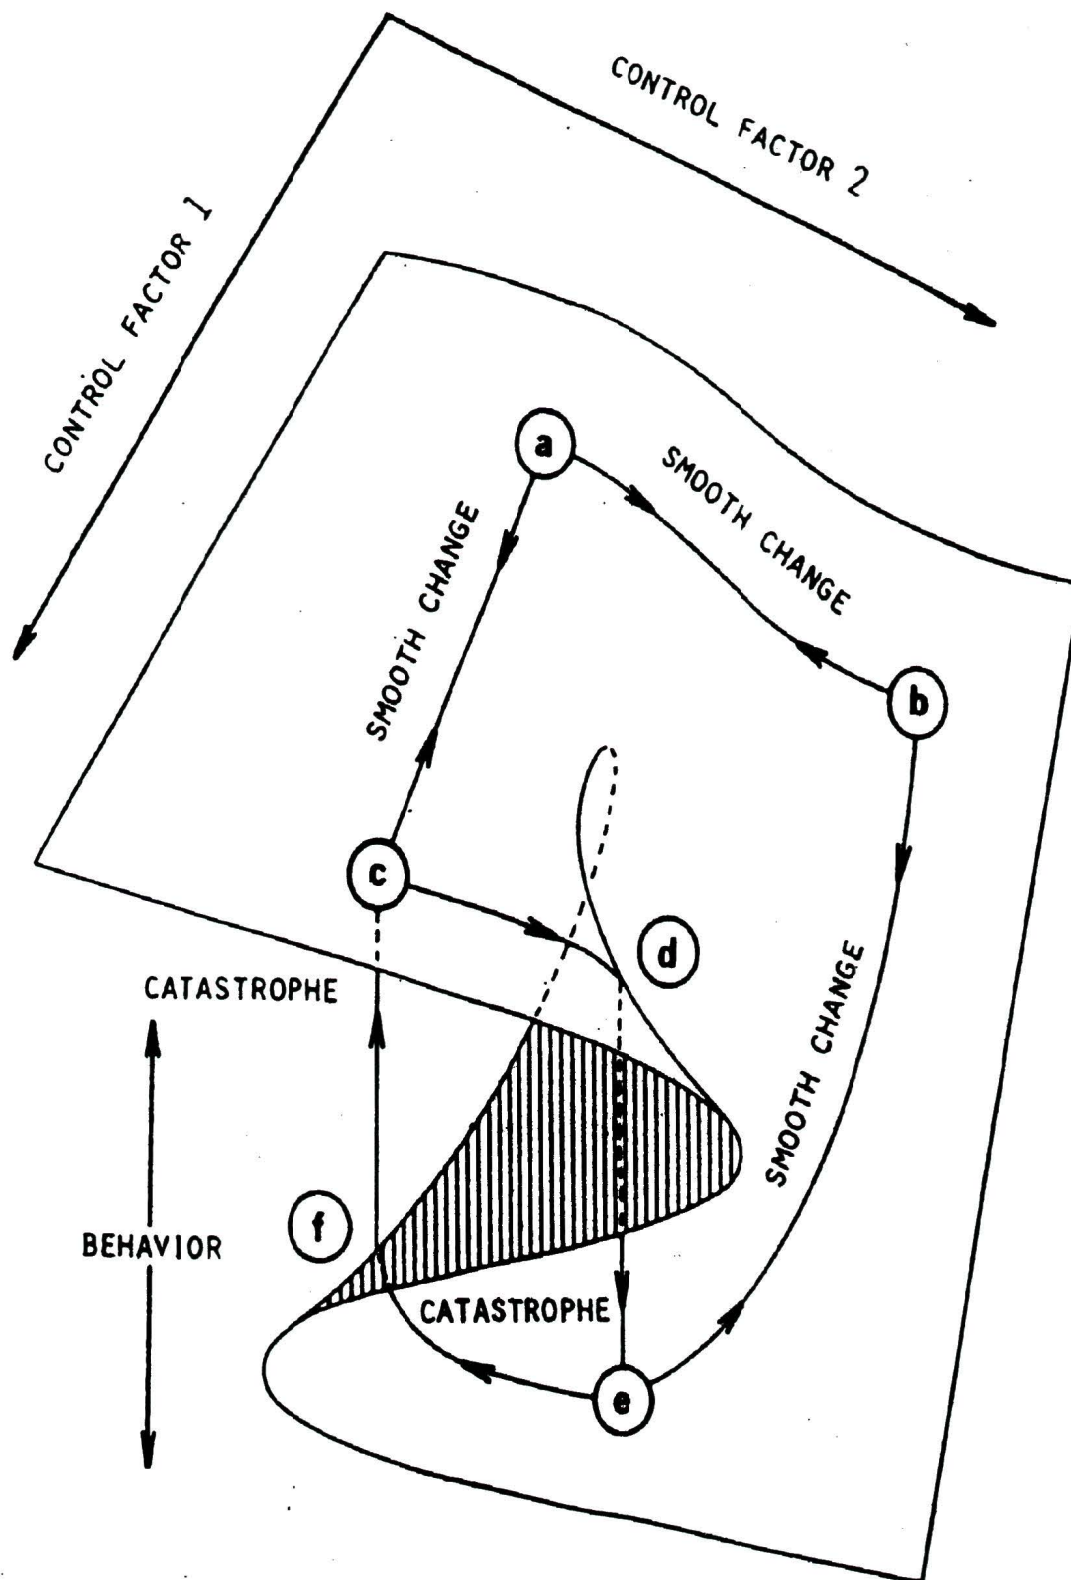 CONTROL FACTOR 2
CONTROL FACTOR 1
a
SMOOTH CHANGE
SMOOTH CHANGE
b
c
d
CATASTROPHE
SMOOTH CHANGE
f
BEHAVIOR
CATASTROPHE
e